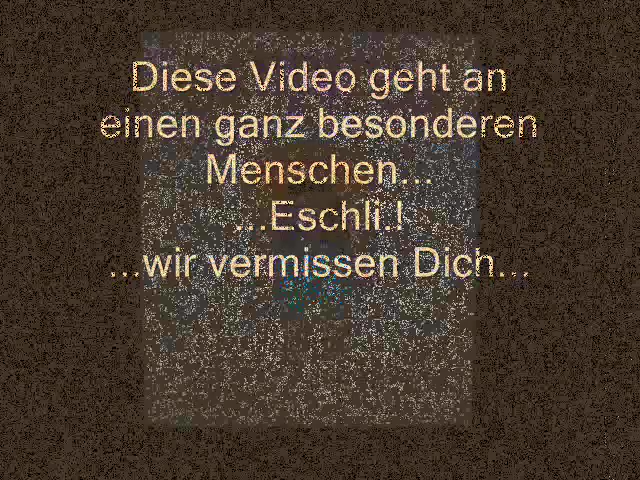 Diese Video geht an
einen ganz besonderen
Menschen...
...Eschli.!
...wir vermissen Dich...